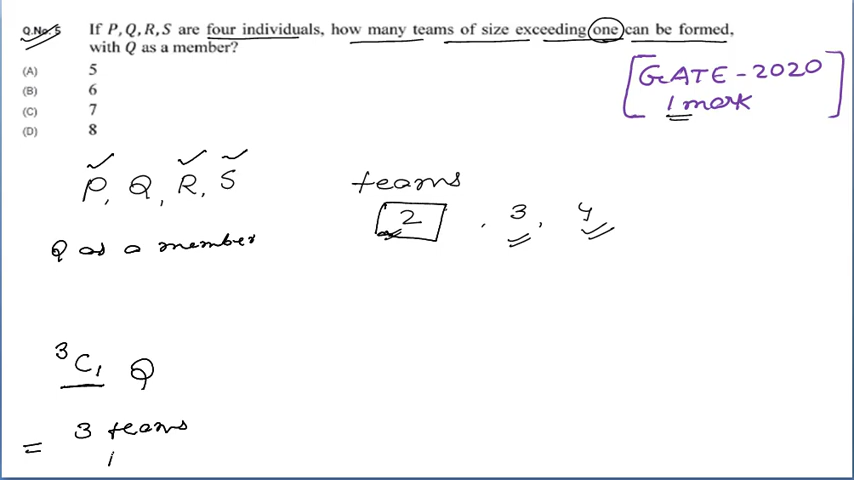 Q.No. 5 If P, Q, R, S are four individuals, how many teams of size exceeding one can be formed,
with Q as a member?
(A) 5
(B) 6
(C) 7
(D) 8
[GATE-2020
1 mark]
P, Q, R, S
teams
2, 3, 4
Q as a member
³C₁ Q
= 3 teams